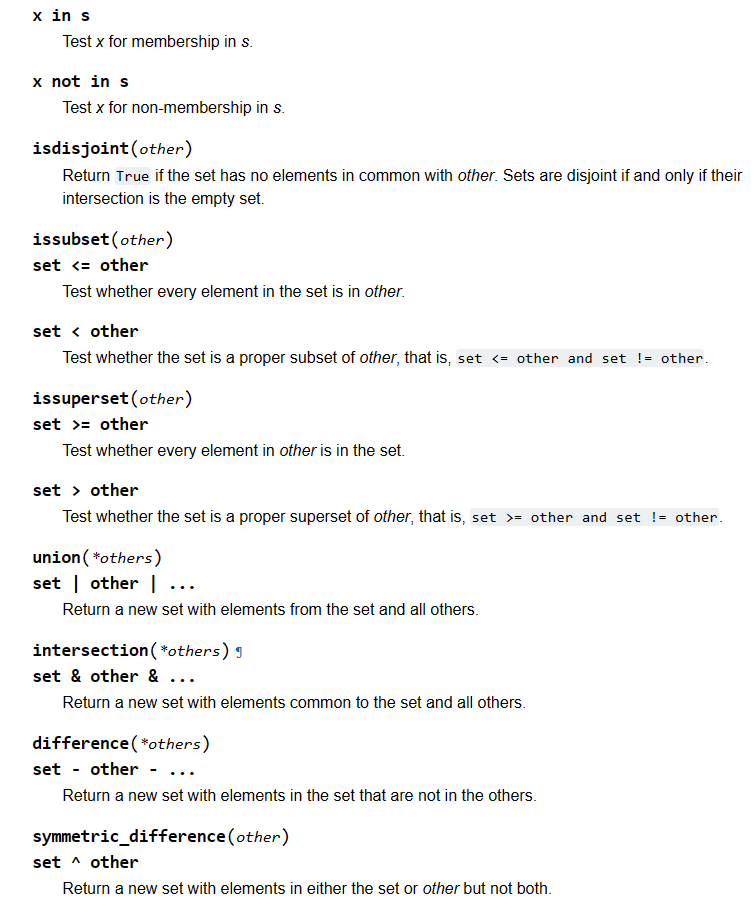 x in s
Test x for membership in s.
x not in s
Test x for non-membership in s.
isdisjoint(other)
Return True if the set has no elements in common with other. Sets are disjoint if and only if their
intersection is the empty set.
issubset(other)
set <= other
Test whether every element in the set is in other.
set < other
Test whether the set is a proper subset of other, that is, set <= other and set != other.
issuperset(other)
set >= other
Test whether every element in other is in the set.
set > other
Test whether the set is a proper superset of other, that is, set >= other and set != other.
union(*others)
set | other | ...
Return a new set with elements from the set and all others.
intersection(*others) ¶
set & other & ...
Return a new set with elements common to the set and all others.
difference(*others)
set - other - ...
Return a new set with elements in the set that are not in the others.
symmetric_difference(other)
set ^ other
Return a new set with elements in either the set or other but not both.